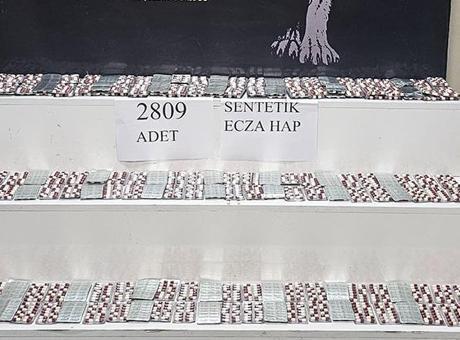 2809
ADET
SENTETİK
ECZA HAP